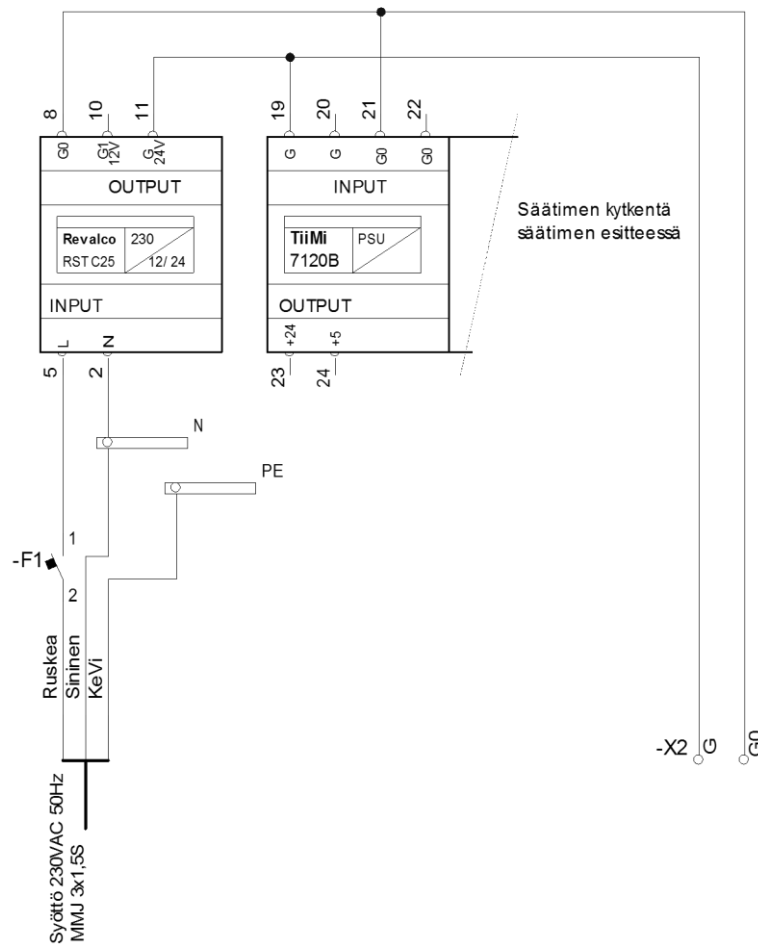 8
10
11
19
20
21
22
G0
G1
12V
G
24V
G
G
G0
G0
OUTPUT
INPUT
Säätimen kytkentä
säätimen esitteessä
Revalco
230
RST C25
12/ 24
TiiMi
PSU
7120B
INPUT
OUTPUT
L
N
+24
+5
5
2
23
24
N
PE
1
-F1
2
Ruskea
Sininen
KeVi
-X2
G
G0
Syöttö 230VAC 50Hz
MMJ 3x1,5S